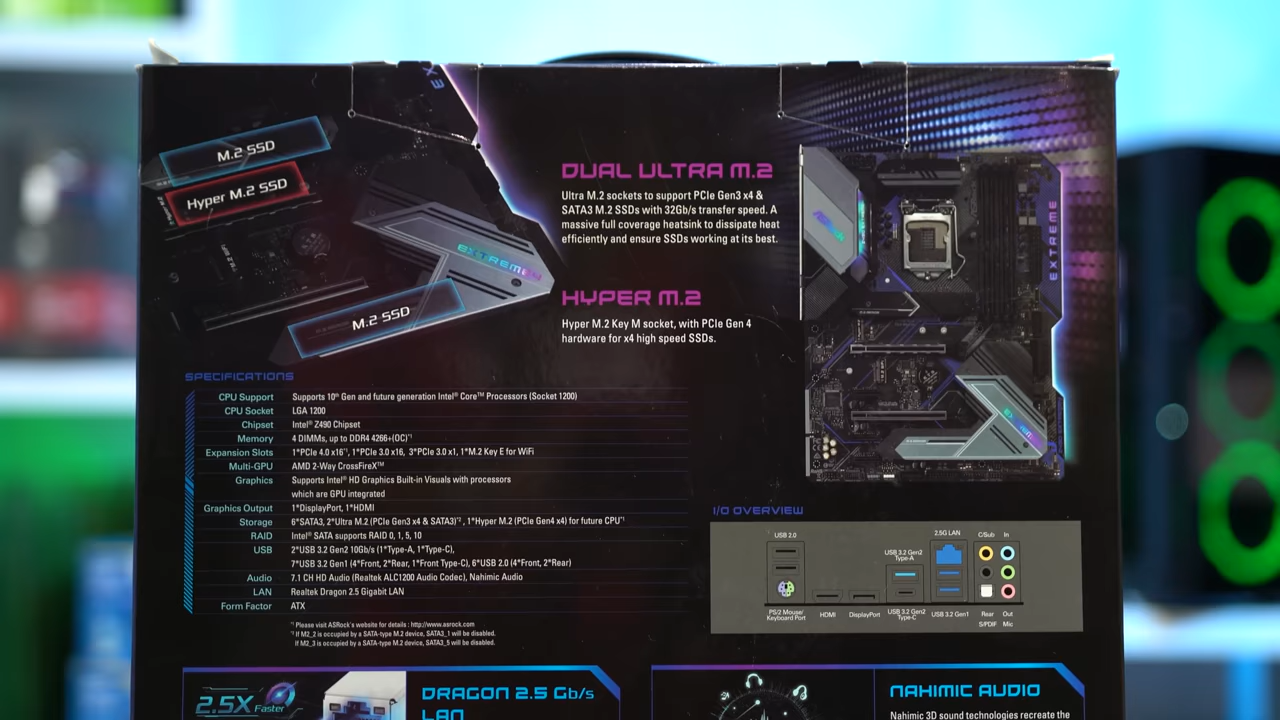 EX
M.2 SSD
Hyper M.2 SSD
EXTREME4
M.2 SSD
DUAL ULTRA M.2
Ultra M.2 sockets to support PCIe Gen3 x4 &
SATA3 M.2 SSDs with 32Gb/s transfer speed. A
massive full coverage heatsink to dissipate heat
efficiently and ensure SSDs working at its best.
HYPER M.2
Hyper M.2 Key M socket, with PCIe Gen 4
hardware for x4 high speed SSDs.
ASRock
EXTREME
SPECIFICATIONS
CPU Support Supports 10th Gen and future generation Intel® Core™ Processors (Socket 1200)
CPU Socket LGA 1200
Chipset Intel® Z490 Chipset
Memory 4 DIMMs, up to DDR4 4266+(OC)*1
Expansion Slots 1*PCIe 4.0 x16*1, 1*PCIe 3.0 x16, 3*PCIe 3.0 x1, 1*M.2 Key E for WiFi
Multi-GPU AMD 2-Way CrossFireX™
Graphics Supports Intel® HD Graphics Built-in Visuals with processors
which are GPU integrated
Graphics Output 1*DisplayPort, 1*HDMI
Storage 6*SATA3, 2*Ultra M.2 (PCIe Gen3 x4 & SATA3)*2, 1*Hyper M.2 (PCIe Gen4 x4) for future CPU*1
RAID Intel® SATA supports RAID 0, 1, 5, 10
USB 2*USB 3.2 Gen2 10Gb/s (1*Type-A, 1*Type-C),
7*USB 3.2 Gen1 (4*Front, 2*Rear, 1*Front Type-C), 6*USB 2.0 (4*Front, 2*Rear)
Audio 7.1 CH HD Audio (Realtek ALC1200 Audio Codec), Nahimic Audio
LAN Realtek Dragon 2.5 Gigabit LAN
Form Factor ATX
*1 Please visit ASRock's website for details : http://www.asrock.com
*2 If M2_2 is occupied by a SATA-type M.2 device, SATA3_1 will be disabled.
If M2_3 is occupied by a SATA-type M.2 device, SATA3_5 will be disabled.
I/O OVERVIEW
USB 2.0
2.5G LAN
C/Sub In
USB 3.2 Gen2
Type-A
PS/2 Mouse/
Keyboard Port
HDMI
DisplayPort
USB 3.2 Gen2
Type-C
USB 3.2 Gen1
Rear Out
S/PDIF Mic
2.5X Faster
DRAGON 2.5 Gb/s
LAN
NAHIMIC AUDIO
Nahimic 3D sound technologies recreate the